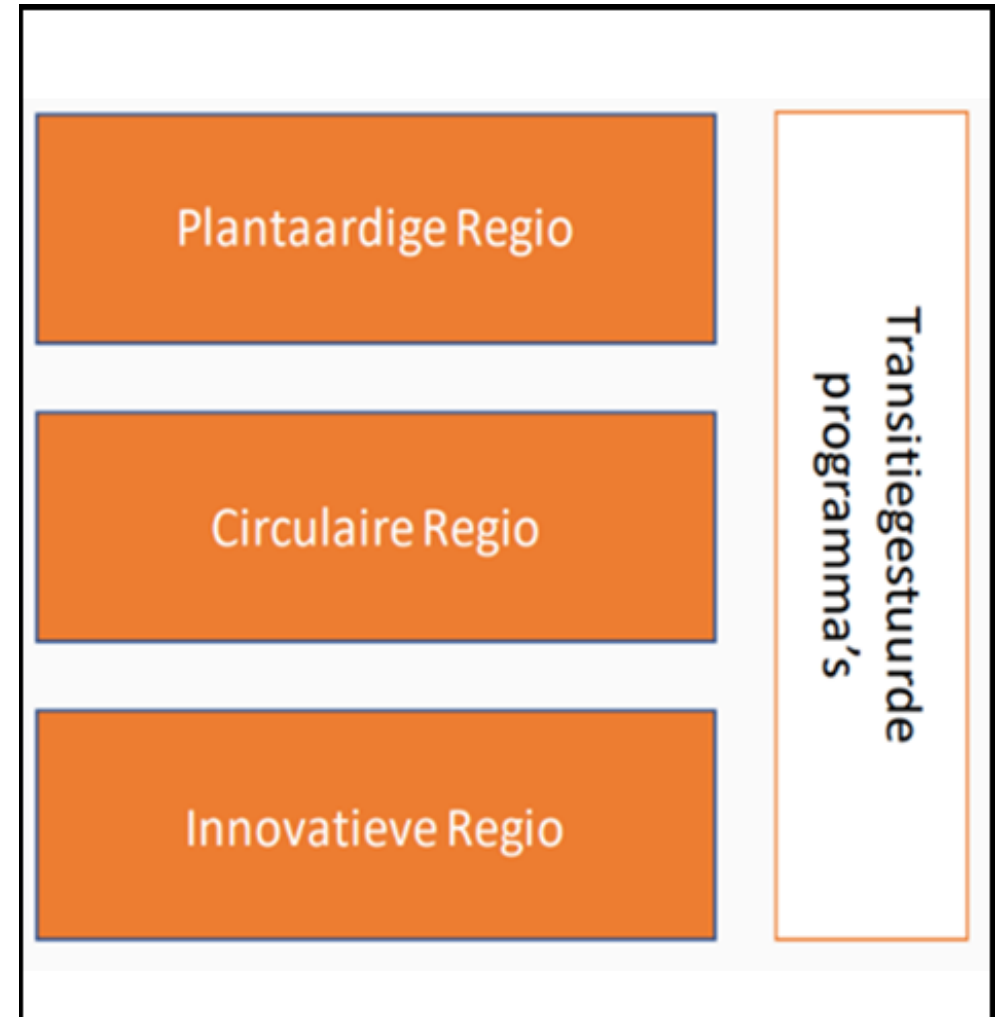 Plantaardige Regio
Circulaire Regio
Innovatieve Regio
Transitiegestuurde
programma’s